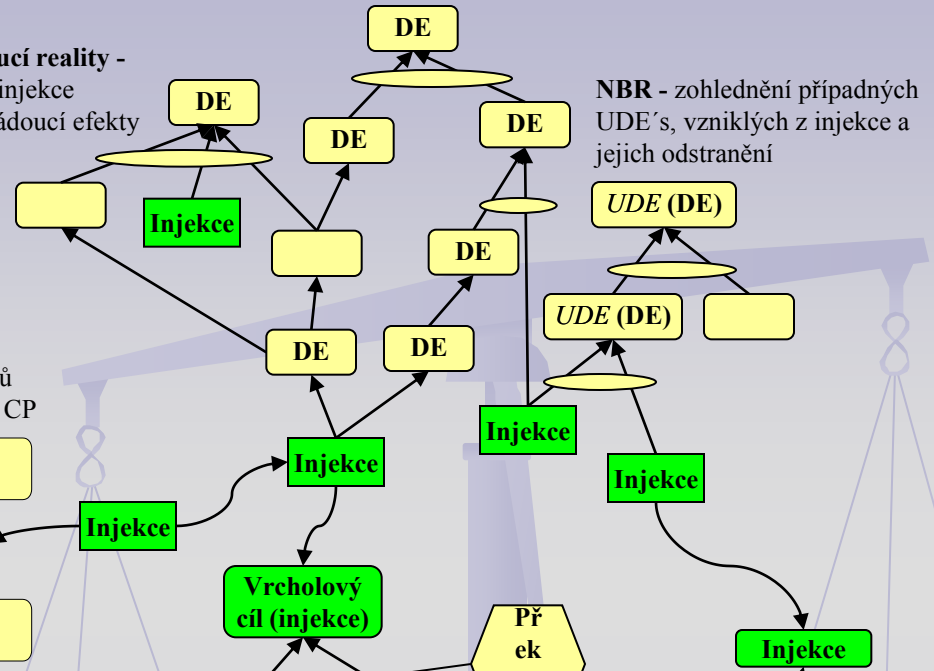 DE
ucí reality -
injekce
ádoucí efekty
DE
DE
DE
NBR - zohlednění případných
UDE´s, vzniklých z injekce a
jejich odstranění
Injekce
UDE (DE)
DE
UDE (DE)
DE
DE
ů
CP
Injekce
Injekce
Injekce
Injekce
Vrcholový
cíl (injekce)
Př
ek
Injekce